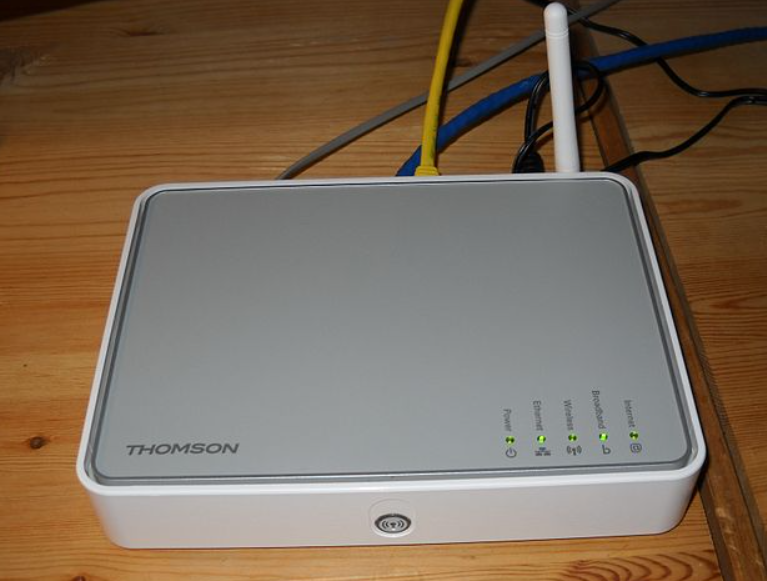 Power
Ethernet
Wireless
Broadband
Internet
THOMSON